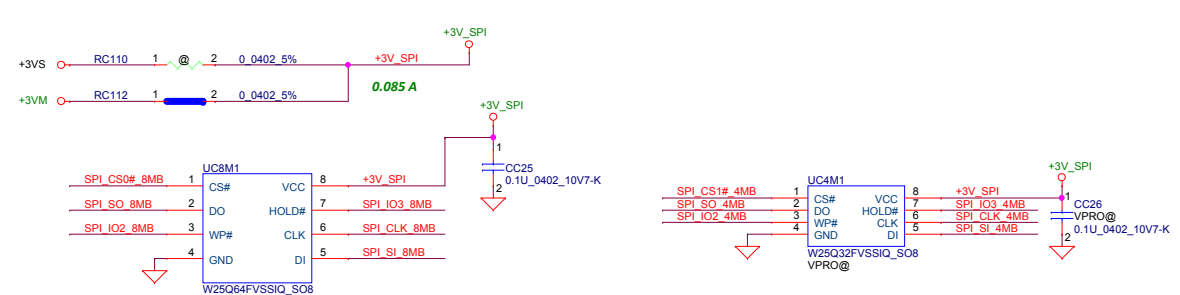 +3V_SPI
+3VS RC110 1 @ 2 0_0402_5% +3V_SPI
0.085 A
+3VM RC112 1 2 0_0402_5%
+3V_SPI
1
CC25
0.1U_0402_10V7-K
2
UC8M1
SPI_CS0#_8MB 1 CS# VCC 8 +3V_SPI
SPI_SO_8MB 2 DO HOLD# 7 SPI_IO3_8MB
SPI_IO2_8MB 3 WP# CLK 6 SPI_CLK_8MB
4 GND DI 5 SPI_SI_8MB
W25Q64FVSSIQ_SO8
+3V_SPI
1
CC26
VPRO@
0.1U_0402_10V7-K
2
UC4M1
SPI_CS1#_4MB 1 CS# VCC 8 +3V_SPI
SPI_SO_4MB 2 DO HOLD# 7 SPI_IO3_4MB
SPI_IO2_4MB 3 WP# CLK 6 SPI_CLK_4MB
4 GND DI 5 SPI_SI_4MB
W25Q32FVSSIQ_SO8
VPRO@